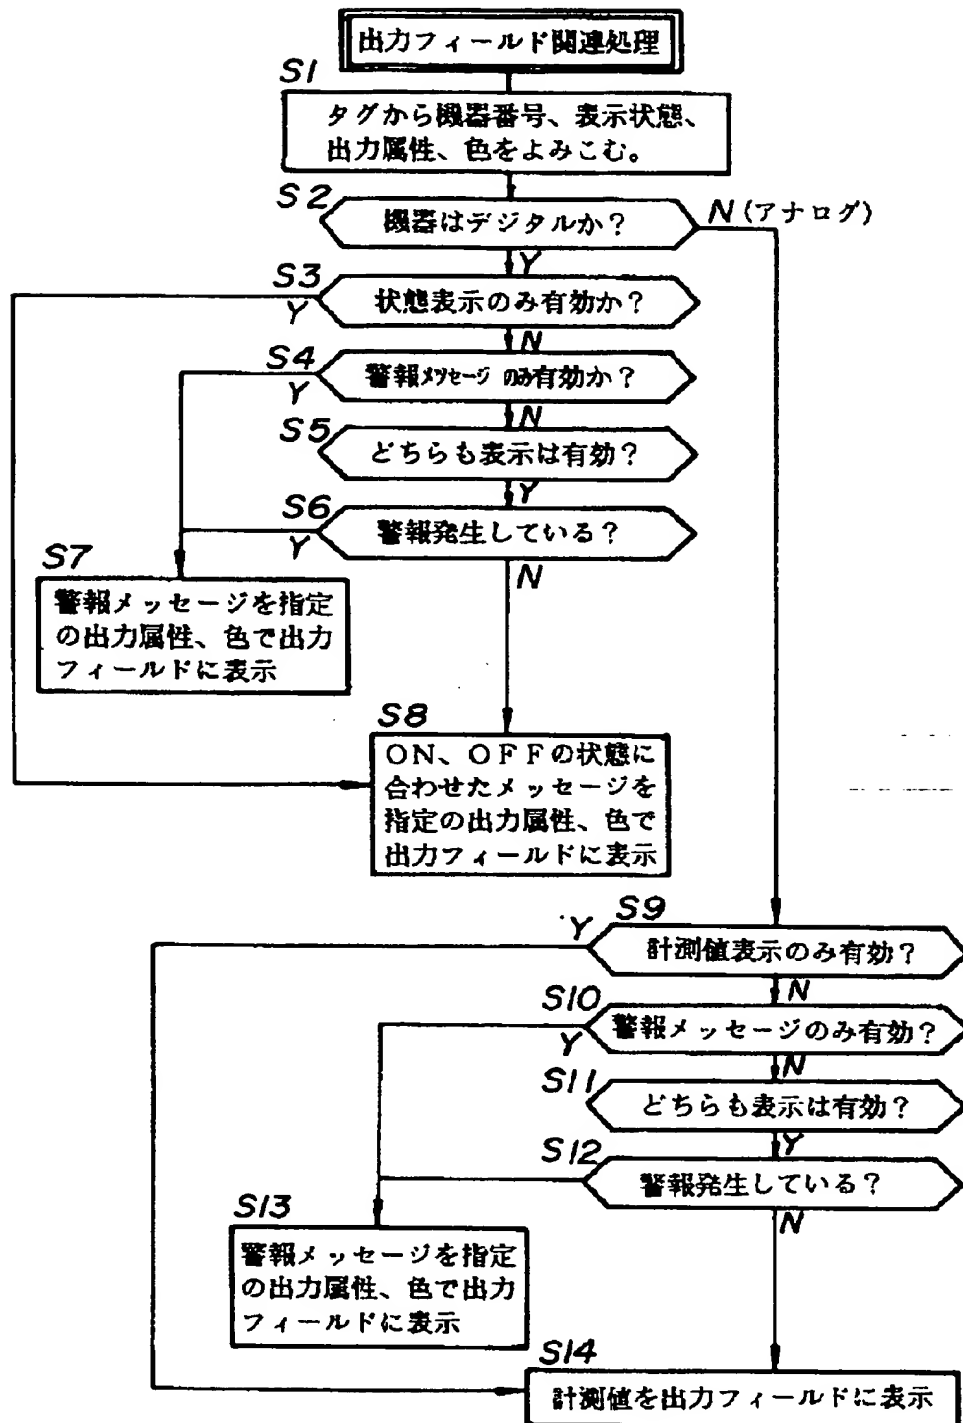 出力フィールド関連処理
S1
タグから機器番号、表示状態、
出力属性、色をよみこむ。
S2
機器はデジタルか?
N(アナログ)
Y
S3
状態表示のみ有効か?
Y
N
S4
警報メツセージ のみ有効か?
Y
N
S5
どちらも表示は有効?
Y
S6
警報発生している?
Y
N
S7
警報メッセージを指定
の出力属性、色で出力
フィールドに表示
S8
ON、OFFの状態に
合わせたメッセージを
指定の出力属性、色で
出力フィールドに表示
S9
Y
計測値表示のみ有効?
N
S10
警報メッセージのみ有効?
Y
N
S11
どちらも表示は有効?
Y
S12
警報発生している?
N
S13
警報メッセージを指定
の出力属性、色で出力
フィールドに表示
S14
計測値を出力フィールドに表示